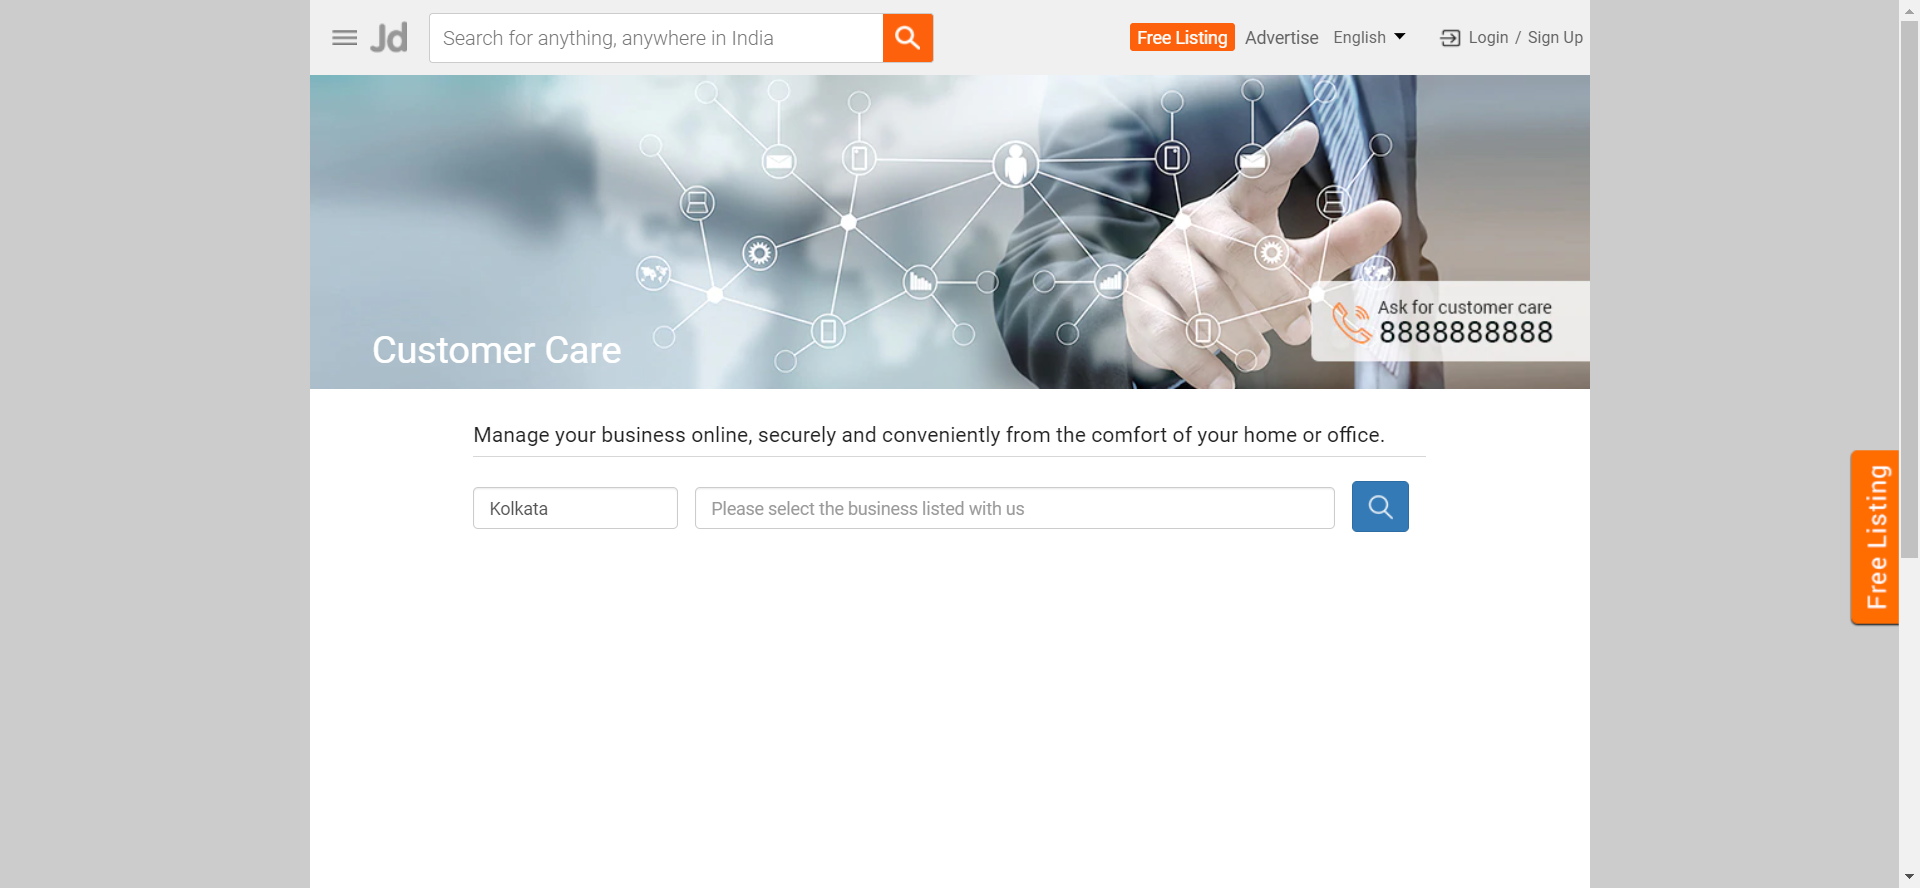 Jd
Search for anything, anywhere in India
Free Listing
Advertise
English
Login / Sign Up
Ask for customer care
8888888888
Customer Care
Manage your business online, securely and conveniently from the comfort of your home or office.
Kolkata
Please select the business listed with us
Free Listing